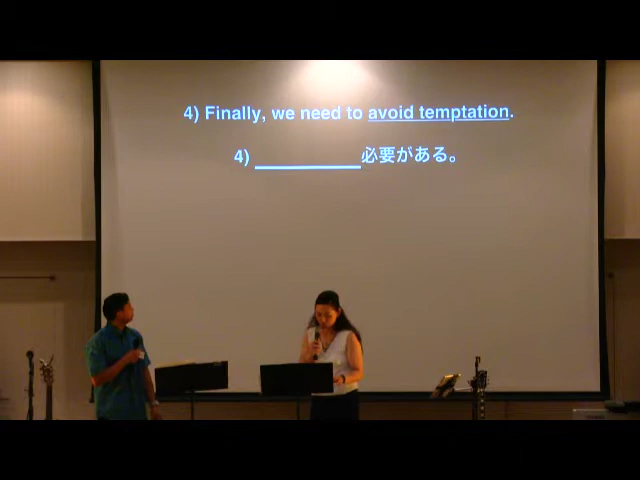 4) Finally, we need to avoid temptation.
4) ___________必要がある。